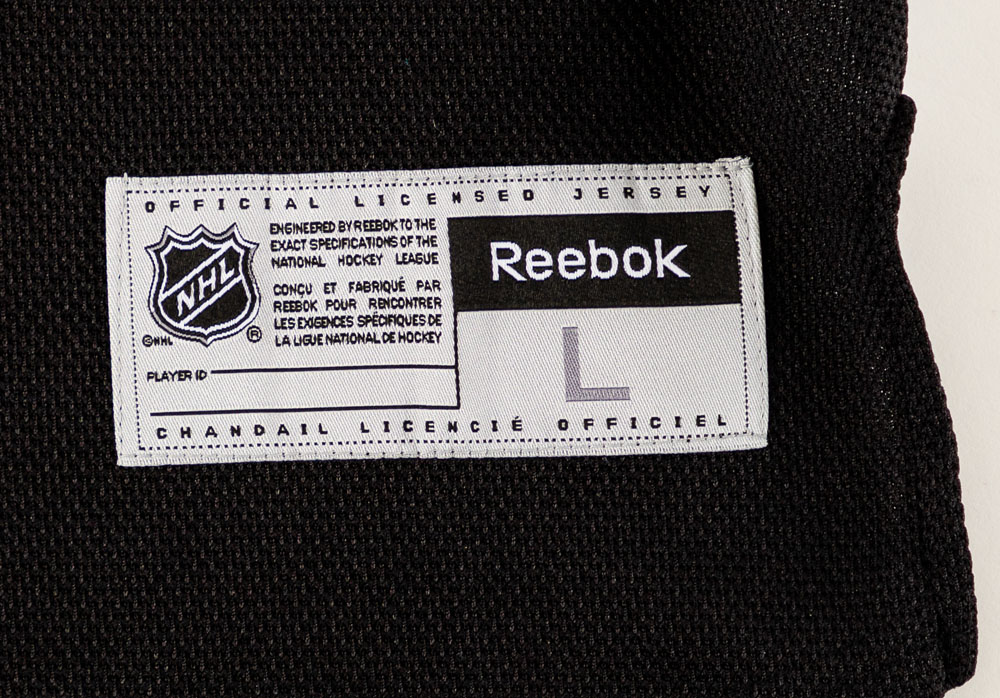 OFFICIAL LICENSED JERSEY
NHL
©NHL
®
ENGINEERED BY REEBOK TO THE
EXACT SPECIFICATIONS OF THE
NATIONAL HOCKEY LEAGUE
CONÇU ET FABRIQUÉ PAR
REEBOK POUR RENCONTRER
LES EXIGENCES SPÉCIFIQUES DE
LA LIGUE NATIONAL DE HOCKEY
Reebok
L
PLAYER ID
CHANDAIL LICENCIÉ OFFICIEL